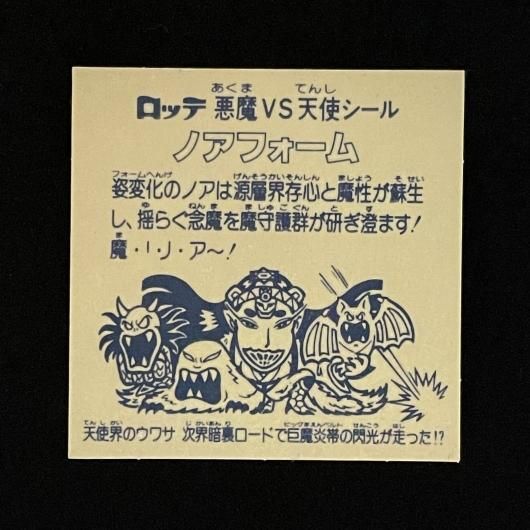 ロッテ 悪魔VS天使シール
ノアフォーム
姿変化のノアは源層界存心と魔性が蘇生
し、揺らぐ念魔を魔守護群が研ぎ澄ます!
魔・!・ノ・ア〜!
天使界のウワサ 次界暗裏ロードで巨魔炎帯の閃光が走った!?